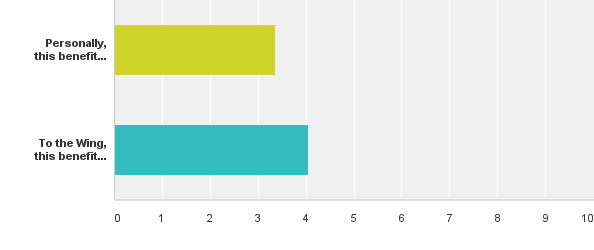 Personally,
this benefit...
To the Wing,
this benefit...
0 1 2 3 4 5 6 7 8 9 10